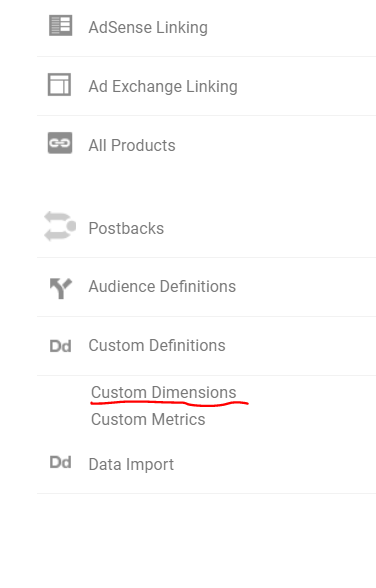 AdSense Linking
Ad Exchange Linking
All Products
Postbacks
Audience Definitions
Dd Custom Definitions
Custom Dimensions
Custom Metrics
Dd Data Import